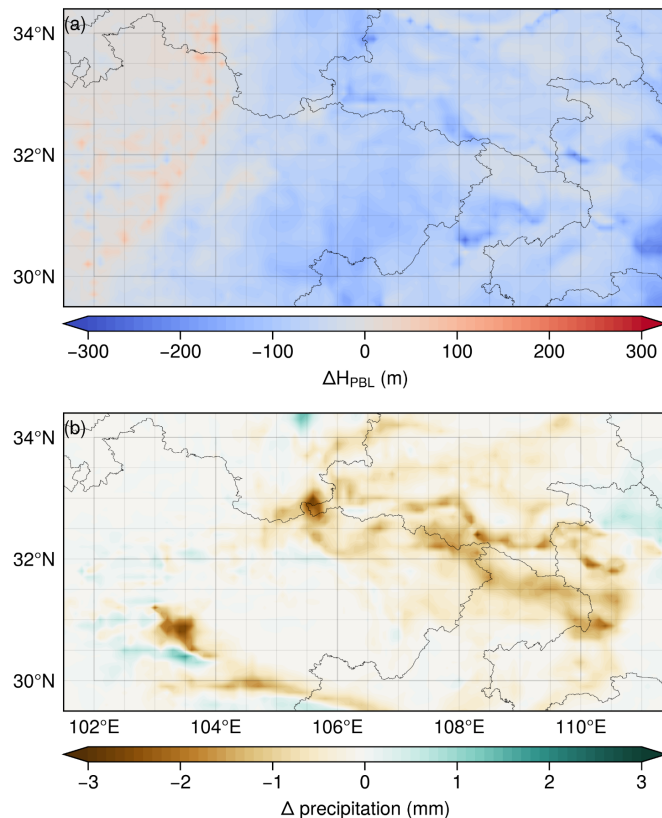 (a)
34°N
32°N
30°N
−300 −200 −100 0 100 200 300
ΔH_PBL (m)
(b)
34°N
32°N
30°N
102°E 104°E 106°E 108°E 110°E
−3 −2 −1 0 1 2 3
Δ precipitation (mm)